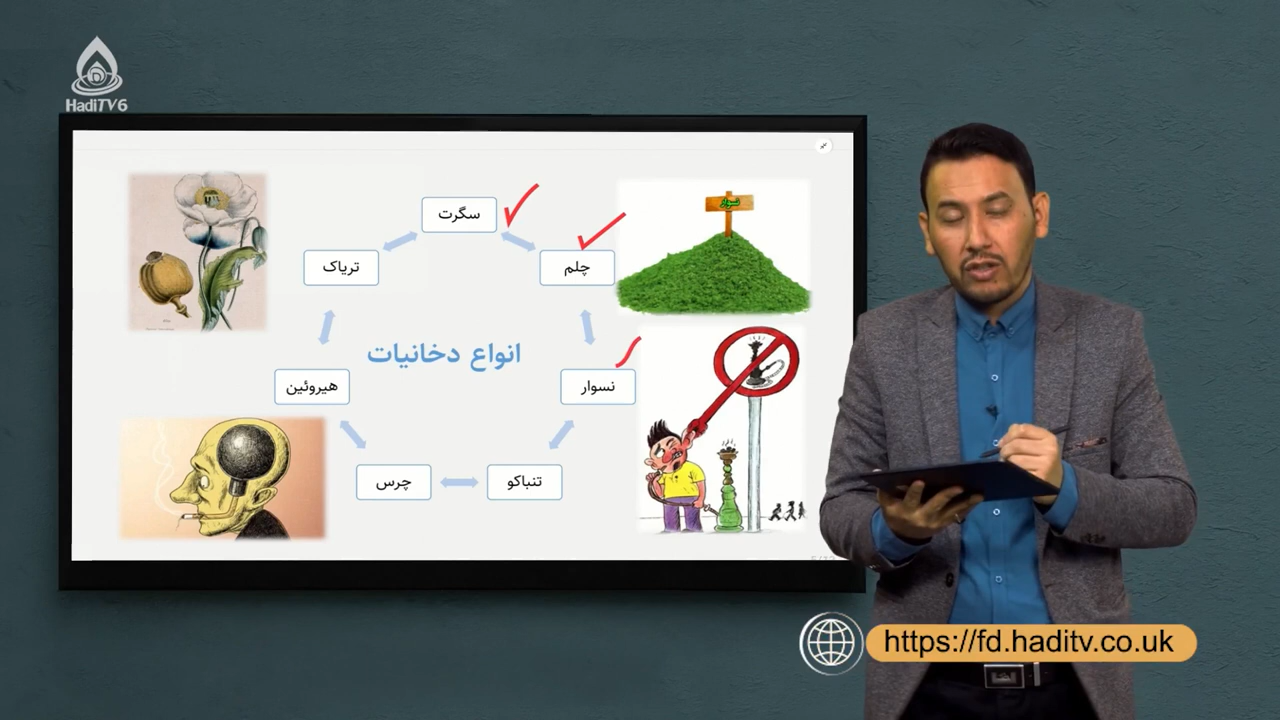 HadiTV6
نسوار
سگرت
چلم
تریاک
انواع دخانیات
نسوار
هیروئین
تنباکو
چرس
https://fd.haditv.co.uk